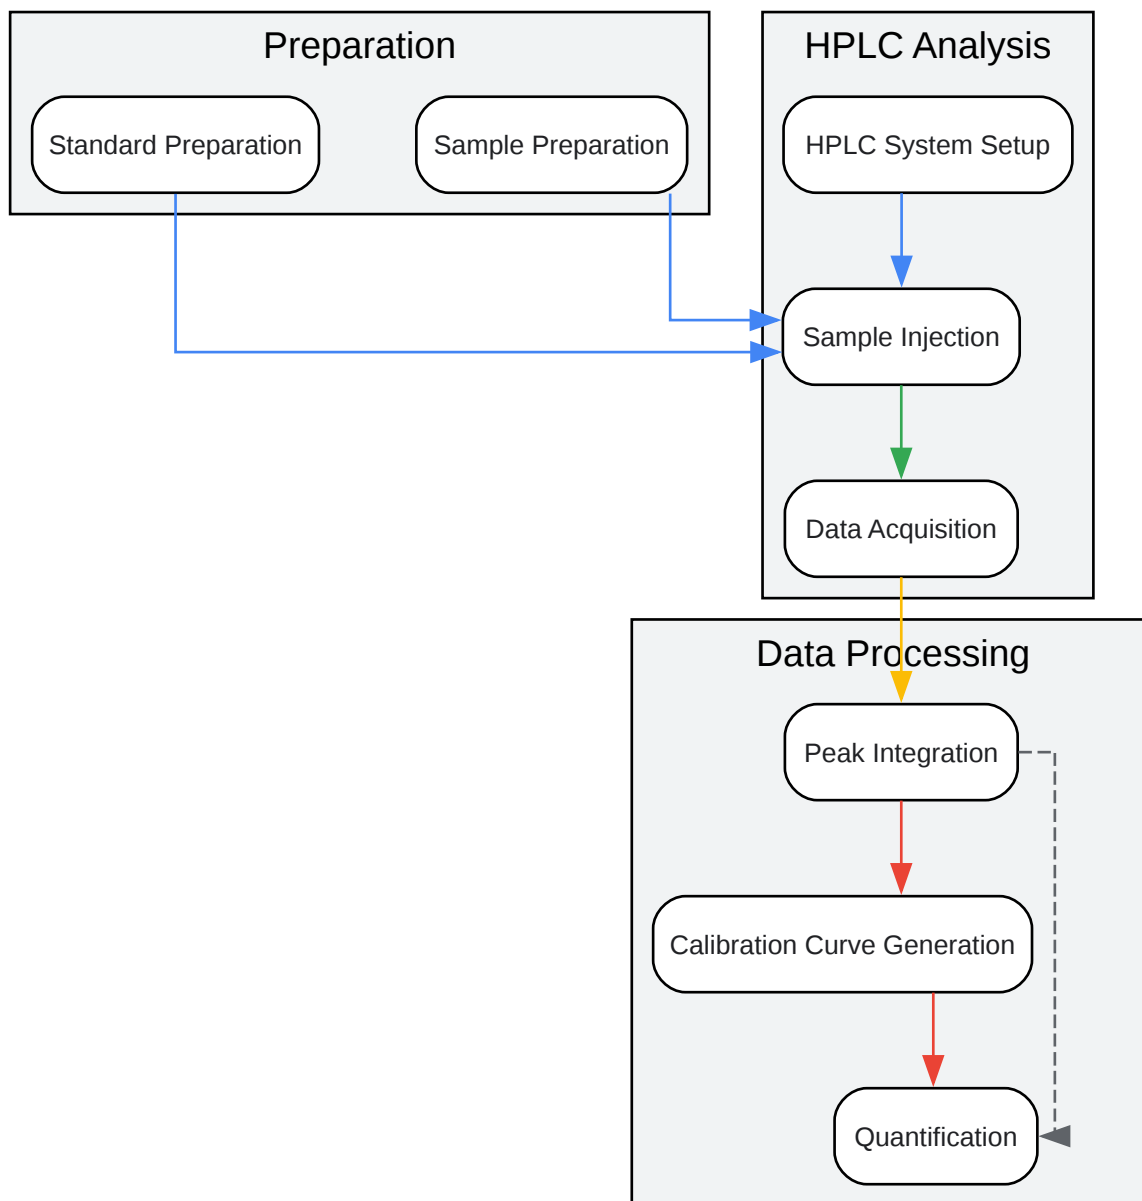 Preparation
Standard Preparation
Sample Preparation
HPLC Analysis
HPLC System Setup
Sample Injection
Data Acquisition
Data Processing
Peak Integration
Calibration Curve Generation
Quantification